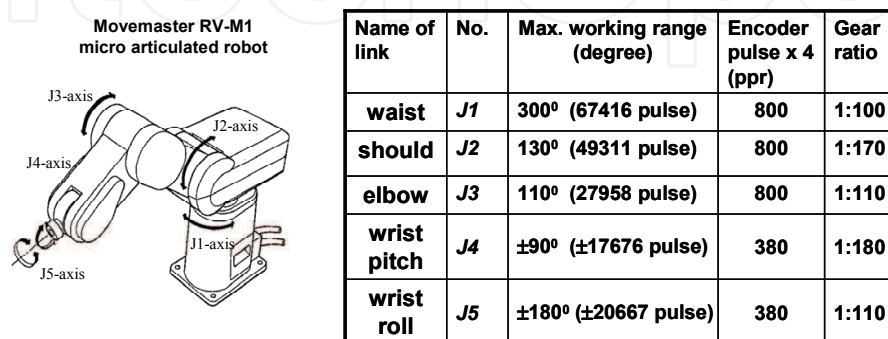 Movemaster RV-M1
micro articulated robot
J3-axis
J2-axis
J4-axis
J1-axis
J5-axis
Name of link No. Max. working range (degree) Encoder pulse x 4 (ppr) Gear ratio
waist J1 300⁰ (67416 pulse) 800 1:100
should J2 130⁰ (49311 pulse) 800 1:170
elbow J3 110⁰ (27958 pulse) 800 1:110
wrist pitch J4 ±90⁰ (±17676 pulse) 380 1:180
wrist roll J5 ±180⁰ (±20667 pulse) 380 1:110